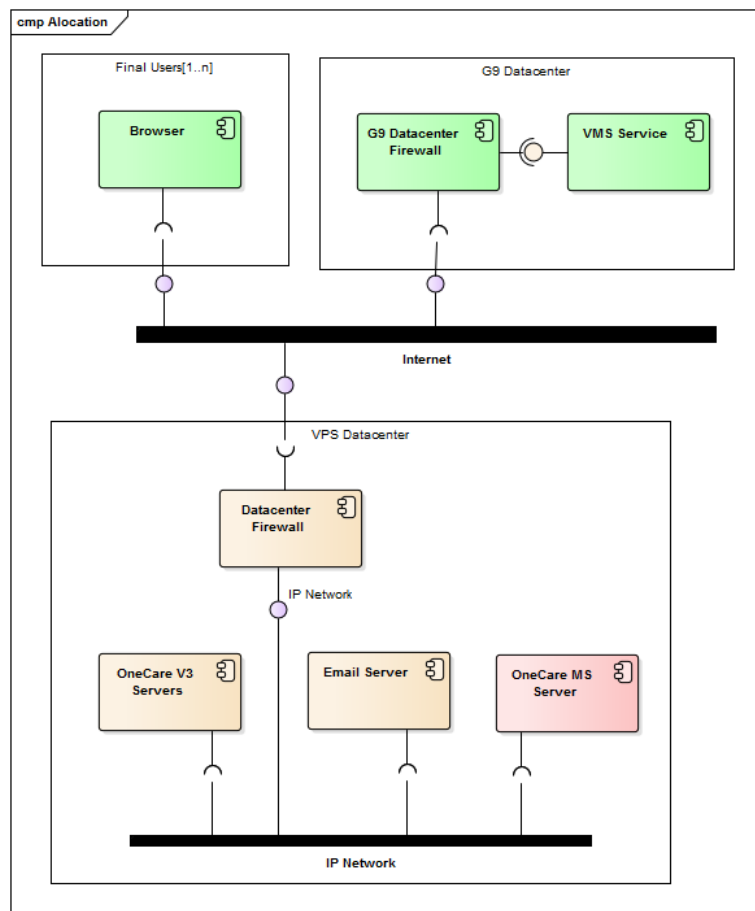 cmp Alocation
Final Users[1..n]
Browser
G9 Datacenter
G9 Datacenter
Firewall
VMS Service
Internet
VPS Datacenter
Datacenter
Firewall
IP Network
OneCare V3
Servers
Email Server
OneCare MS
Server
IP Network